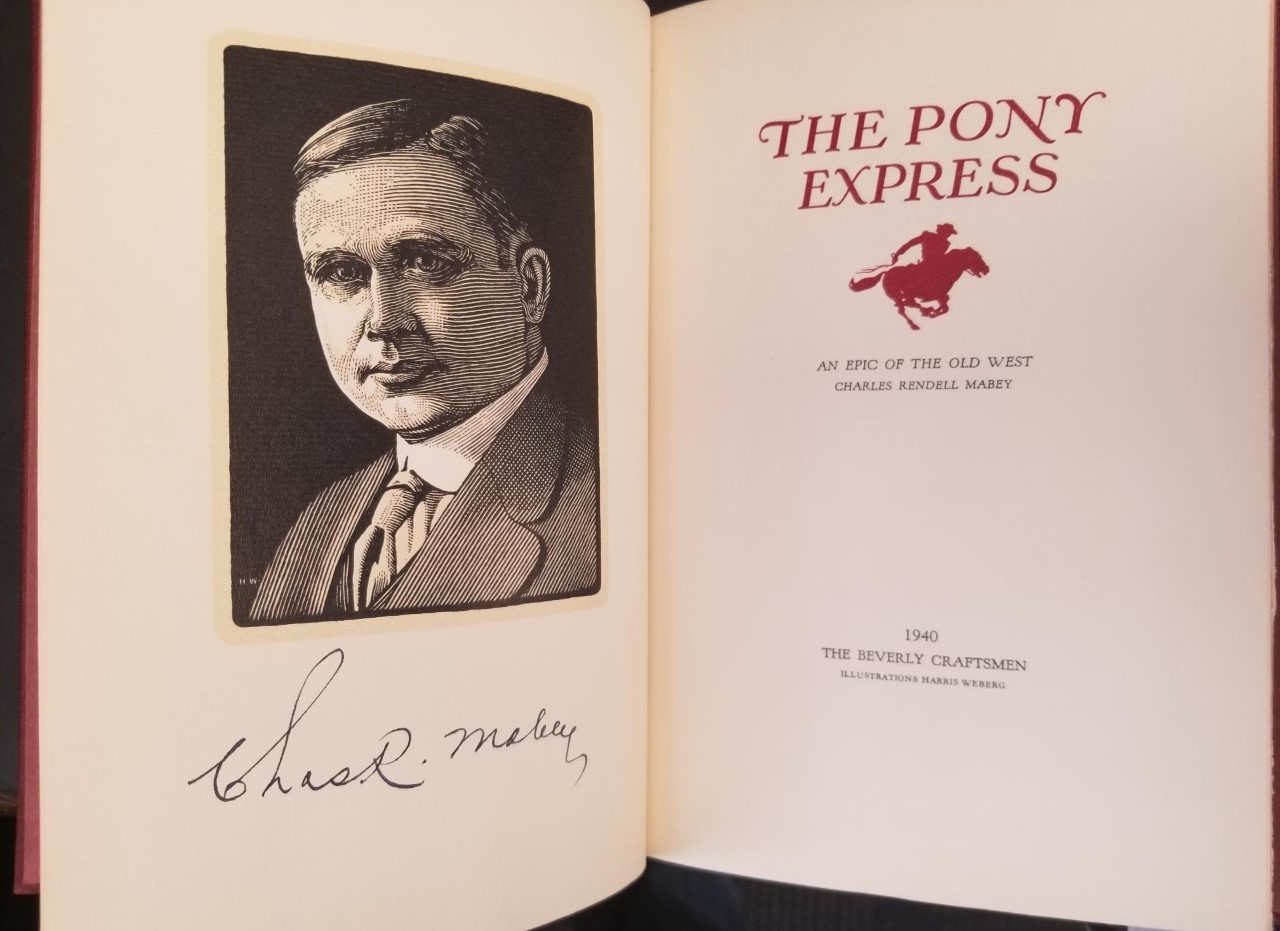 H W
Chas R. Mabey
THE PONY
EXPRESS
AN EPIC OF THE OLD WEST
CHARLES RENDELL MABEY
1940
THE BEVERLY CRAFTSMEN
ILLUSTRATIONS HARRIS WEBERG